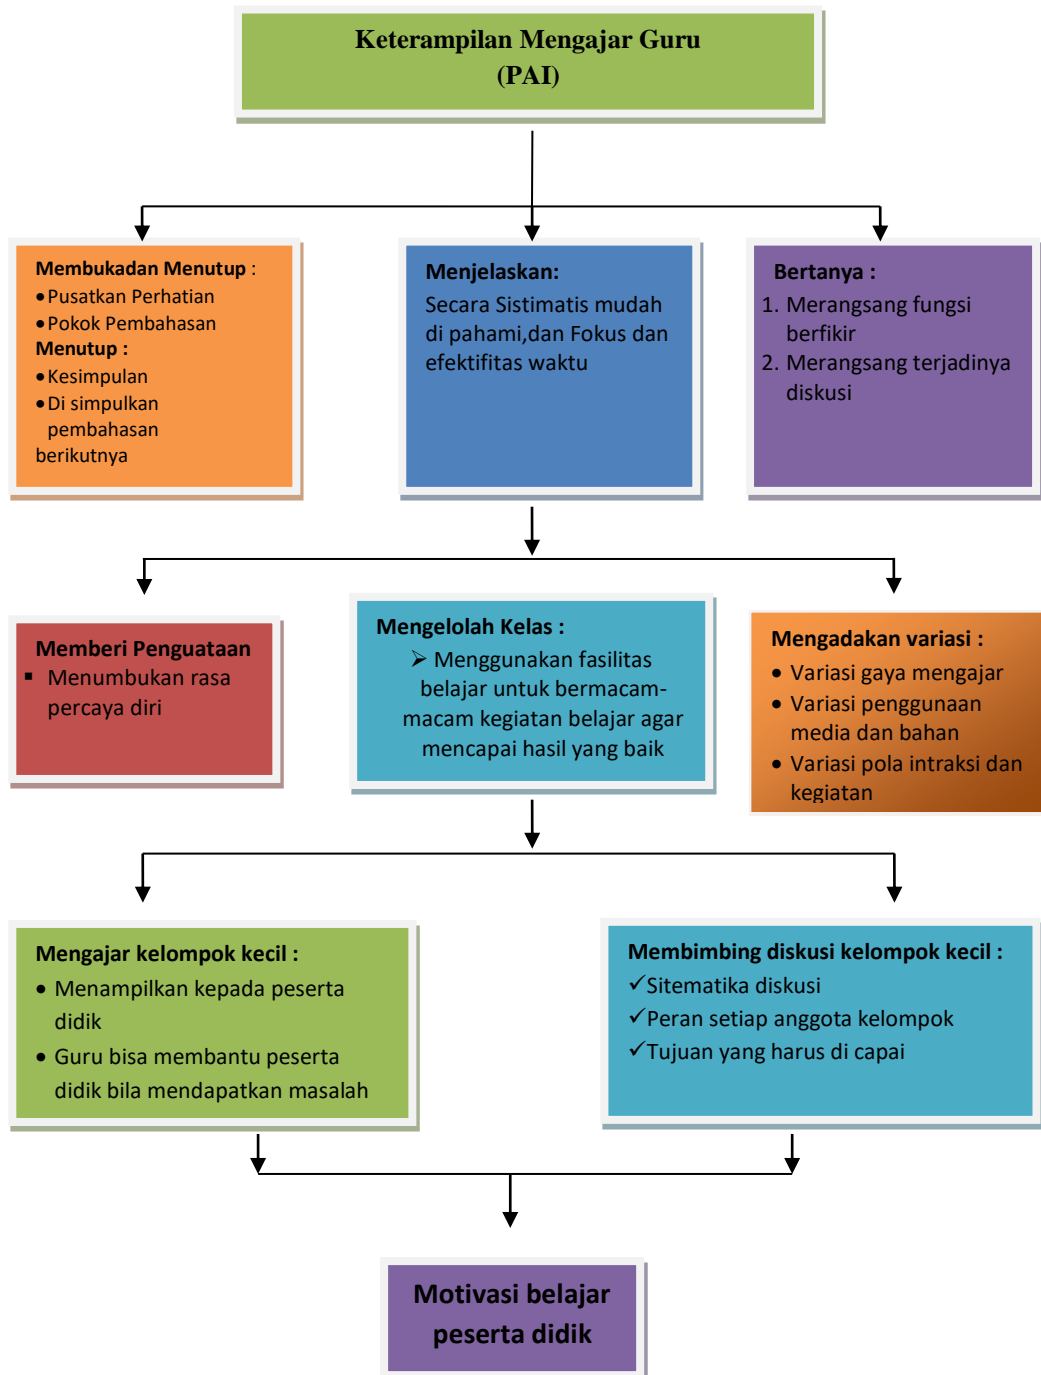 Keterampilan Mengajar Guru
(PAI)
Membukadan Menutup :
•Pusatkan Perhatian
•Pokok Pembahasan
Menutup :
•Kesimpulan
•Di simpulkan
pembahasan
berikutnya
Menjelaskan:
Secara Sistimatis mudah
di pahami,dan Fokus dan
efektifitas waktu
Bertanya :
1. Merangsang fungsi
berfikir
2. Merangsang terjadinya
diskusi
Memberi Penguataan
▪ Menumbukan rasa
percaya diri
Mengelolah Kelas :
➢ Menggunakan fasilitas
belajar untuk bermacam-
macam kegiatan belajar agar
mencapai hasil yang baik
Mengadakan variasi :
• Variasi gaya mengajar
• Variasi penggunaan
media dan bahan
• Variasi pola intraksi dan
kegiatan
Mengajar kelompok kecil :
• Menampilkan kepada peserta
didik
• Guru bisa membantu peserta
didik bila mendapatkan masalah
Membimbing diskusi kelompok kecil :
✓Sitematika diskusi
✓Peran setiap anggota kelompok
✓Tujuan yang harus di capai
Motivasi belajar
peserta didik